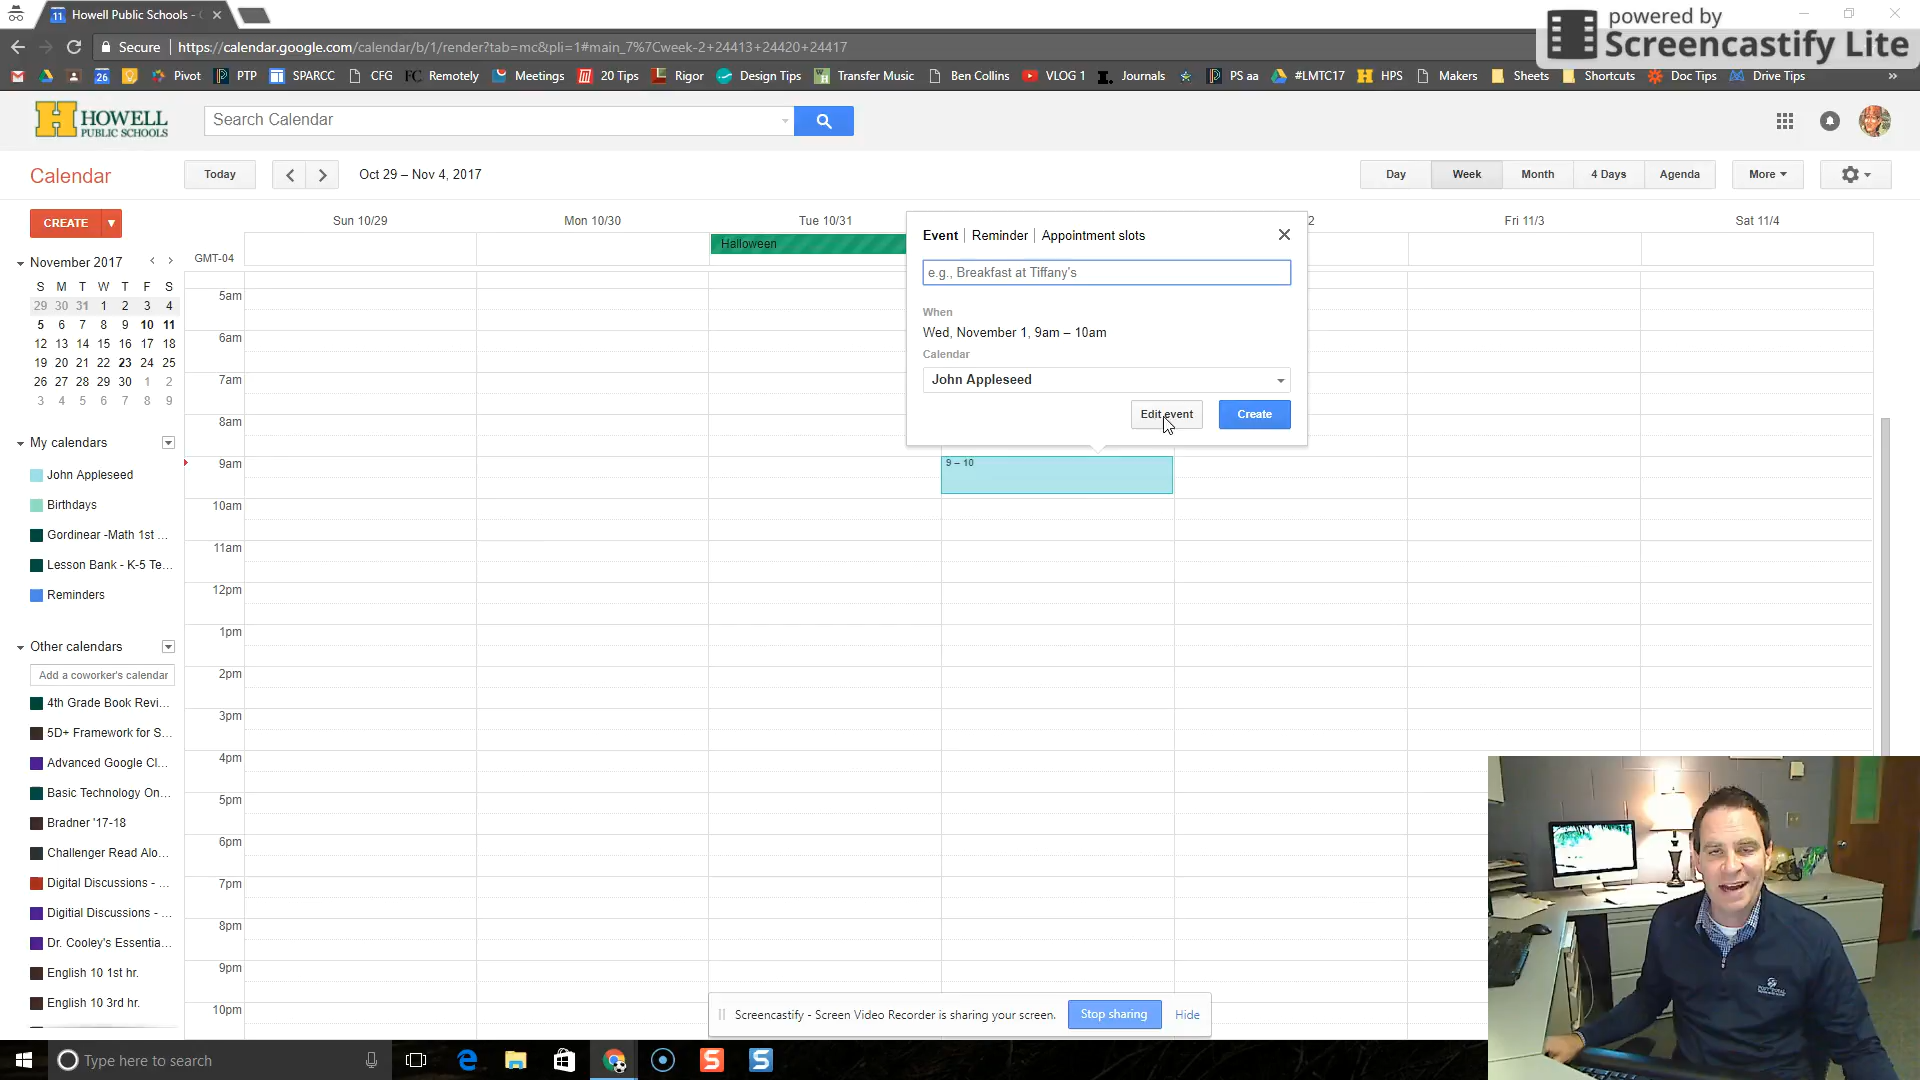 Howell Public Schools -
powered by
Screencastify Lite
Secure
https://calendar.google.com/calendar/b/1/render?tab=mc&pli=1#main_7%7Cweek-2+24413+24420+24417
26 Pivot PTP SPARCC CFG FC Remotely Meetings 20 Tips Rigor Design Tips Transfer Music Ben Collins VLOG 1 Journals PS aa #LMTC17 HPS Makers Sheets Shortcuts Doc Tips Drive Tips »
H HOWELL
PUBLIC SCHOOLS
Search Calendar
Calendar
Today
Oct 29 – Nov 4, 2017
Day Week Month 4 Days Agenda More
CREATE
Sun 10/29 Mon 10/30 Tue 10/31 2 Fri 11/3 Sat 11/4
GMT-04
Halloween
November 2017
S M T W T F S
29 30 31 1 2 3 4
5 6 7 8 9 10 11
12 13 14 15 16 17 18
19 20 21 22 23 24 25
26 27 28 29 30 1 2
3 4 5 6 7 8 9
My calendars
John Appleseed
Birthdays
Gordinear -Math 1st ...
Lesson Bank - K-5 Te...
Reminders
Other calendars
Add a coworker's calendar
4th Grade Book Revi...
5D+ Framework for S...
Advanced Google Cl...
Basic Technology On...
Bradner '17-18
Challenger Read Alo...
Digital Discussions - ...
Digitial Discussions - ...
Dr. Cooley's Essentia...
English 10 1st hr.
English 10 3rd hr.
5am
6am
7am
8am
9am
10am
11am
12pm
1pm
2pm
3pm
4pm
5pm
6pm
7pm
8pm
9pm
10pm
Event Reminder Appointment slots
e.g., Breakfast at Tiffany's
When
Wed, November 1, 9am – 10am
Calendar
John Appleseed
Edit event
Create
9 – 10
Screencastify - Screen Video Recorder is sharing your screen.
Stop sharing
Hide
Type here to search